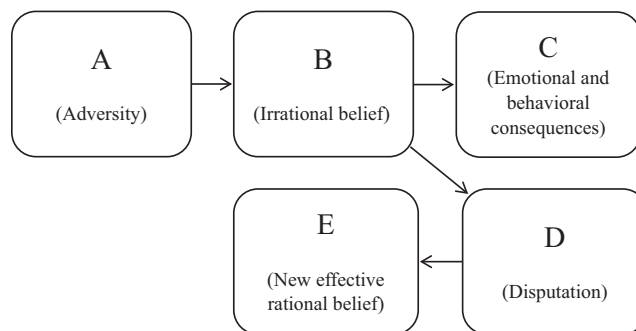 A
(Adversity)
B
(Irrational belief)
C
(Emotional and
behavioral
consequences)
E
(New effective
rational belief)
D
(Disputation)